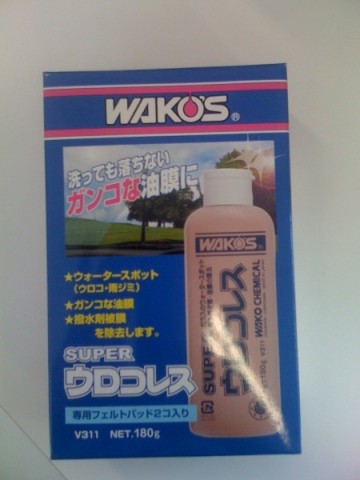 WAKO'S®
洗っても落ちない
ガンコな油膜に
★ウォータースポット
(ウロコ・雨ジミ)
★ガンコな油膜
★撥水剤被膜
を除去します。
SUPER
ウロコレス
専用フェルトパッド2コ入り
V311 NET.180g
WAKO'S
SUPER
ウロコレス
V311
WAKO CHEMICAL
180g